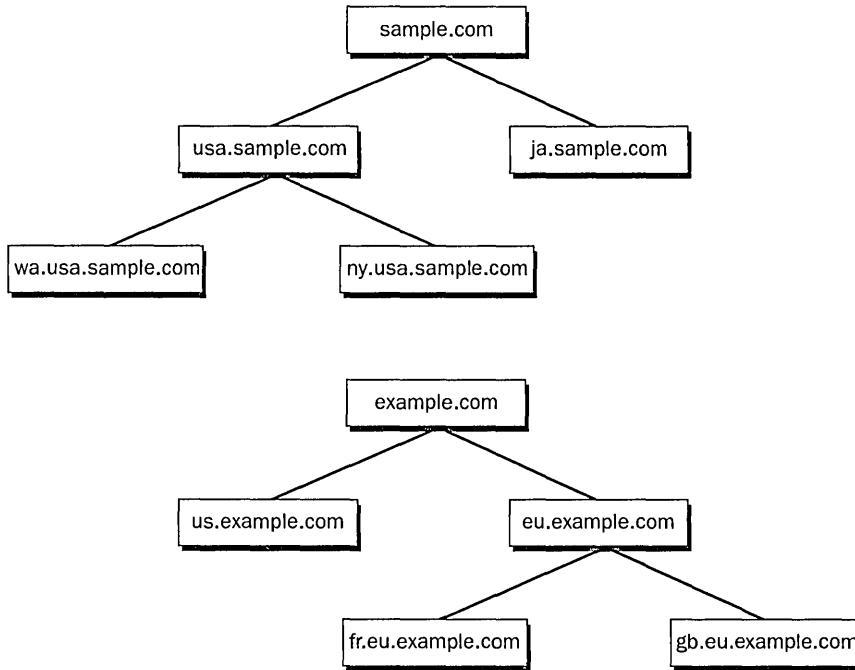 sample.com
usa.sample.com
ja.sample.com
wa.usa.sample.com
ny.usa.sample.com
example.com
us.example.com
eu.example.com
fr.eu.example.com
gb.eu.example.com